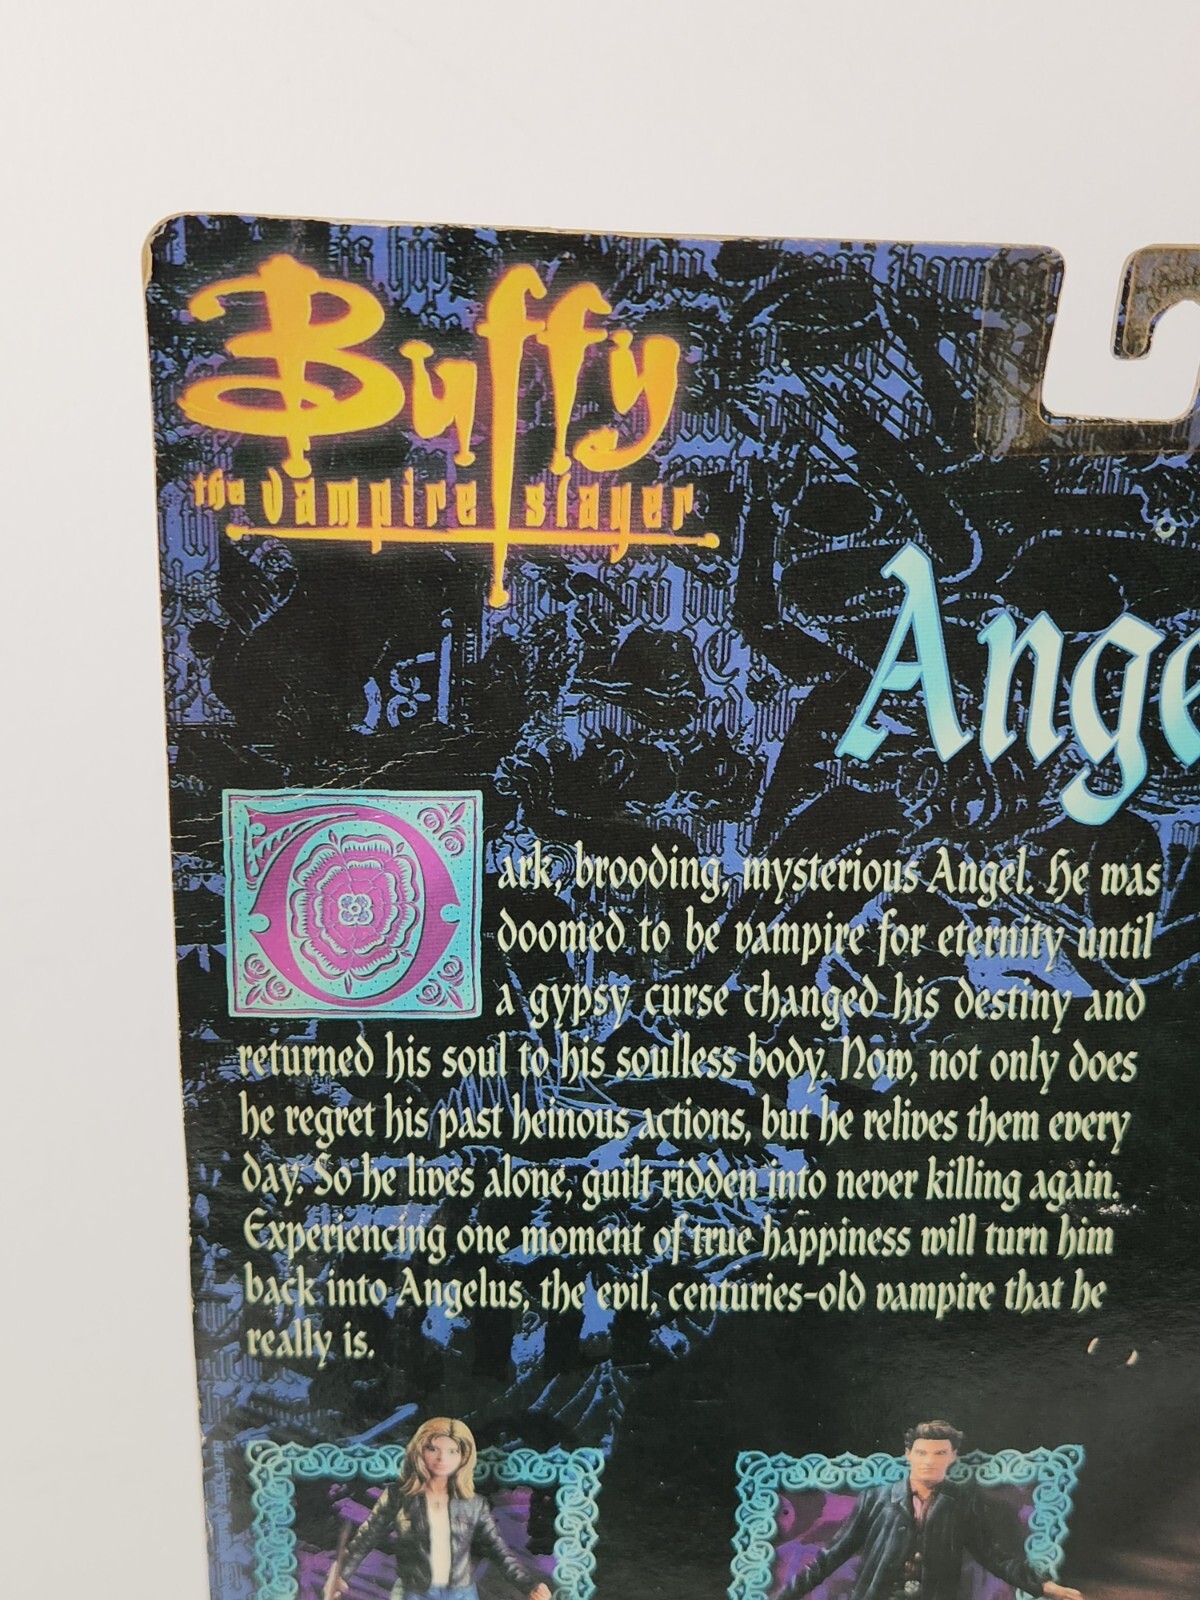 Buffy
the vampire slayer
Ange
Dark, brooding, mysterious Angel. He was
doomed to be vampire for eternity until
a gypsy curse changed his destiny and
returned his soul to his soulless body. Now, not only does
he regret his past heinous actions, but he relives them every
day. So he lives alone, guilt ridden into never killing again.
Experiencing one moment of true happiness will turn him
back into Angelus, the evil, centuries-old vampire that he
really is.